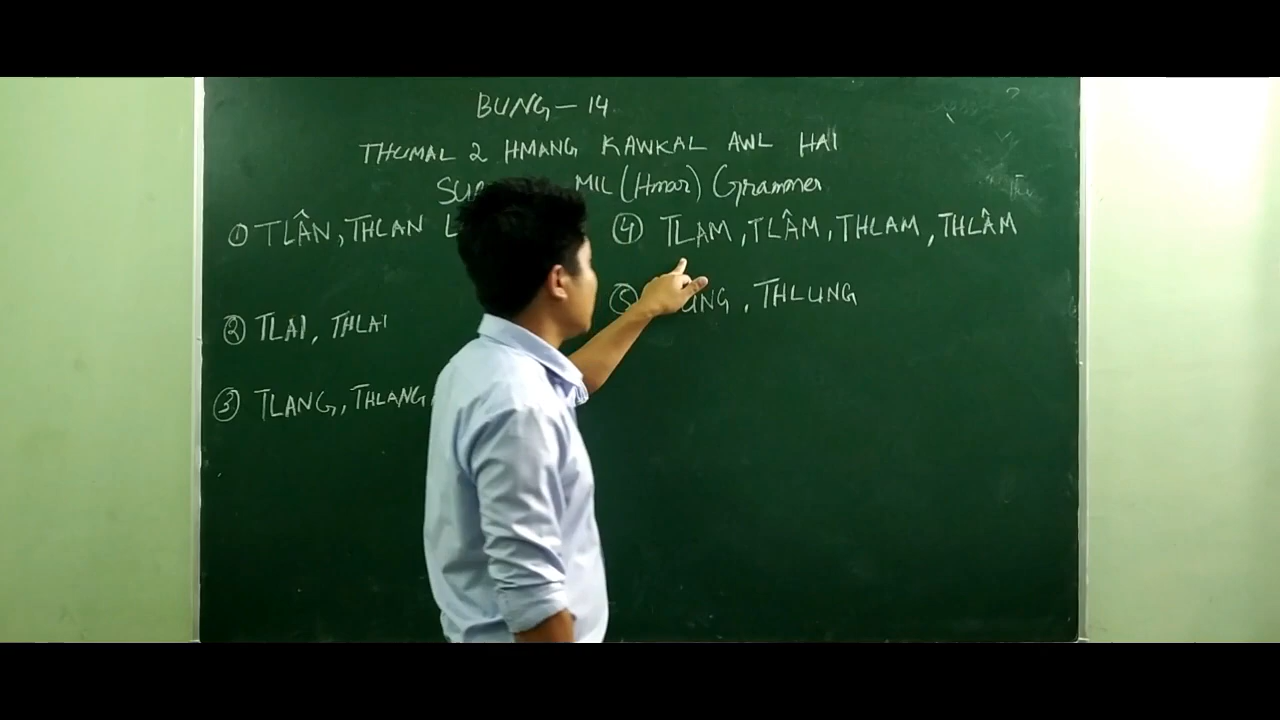 BUNG – 14
THUMAL 2 HMANG KAWKAL AWL HAI
MIL (Hmar) Grammer
① TLÂN, THLAN
② TLAI, THLAI
③ TLANG, THLANG,
④ TLAM, TLÂM, THLAM, THLÂM
⑤ THLUNG